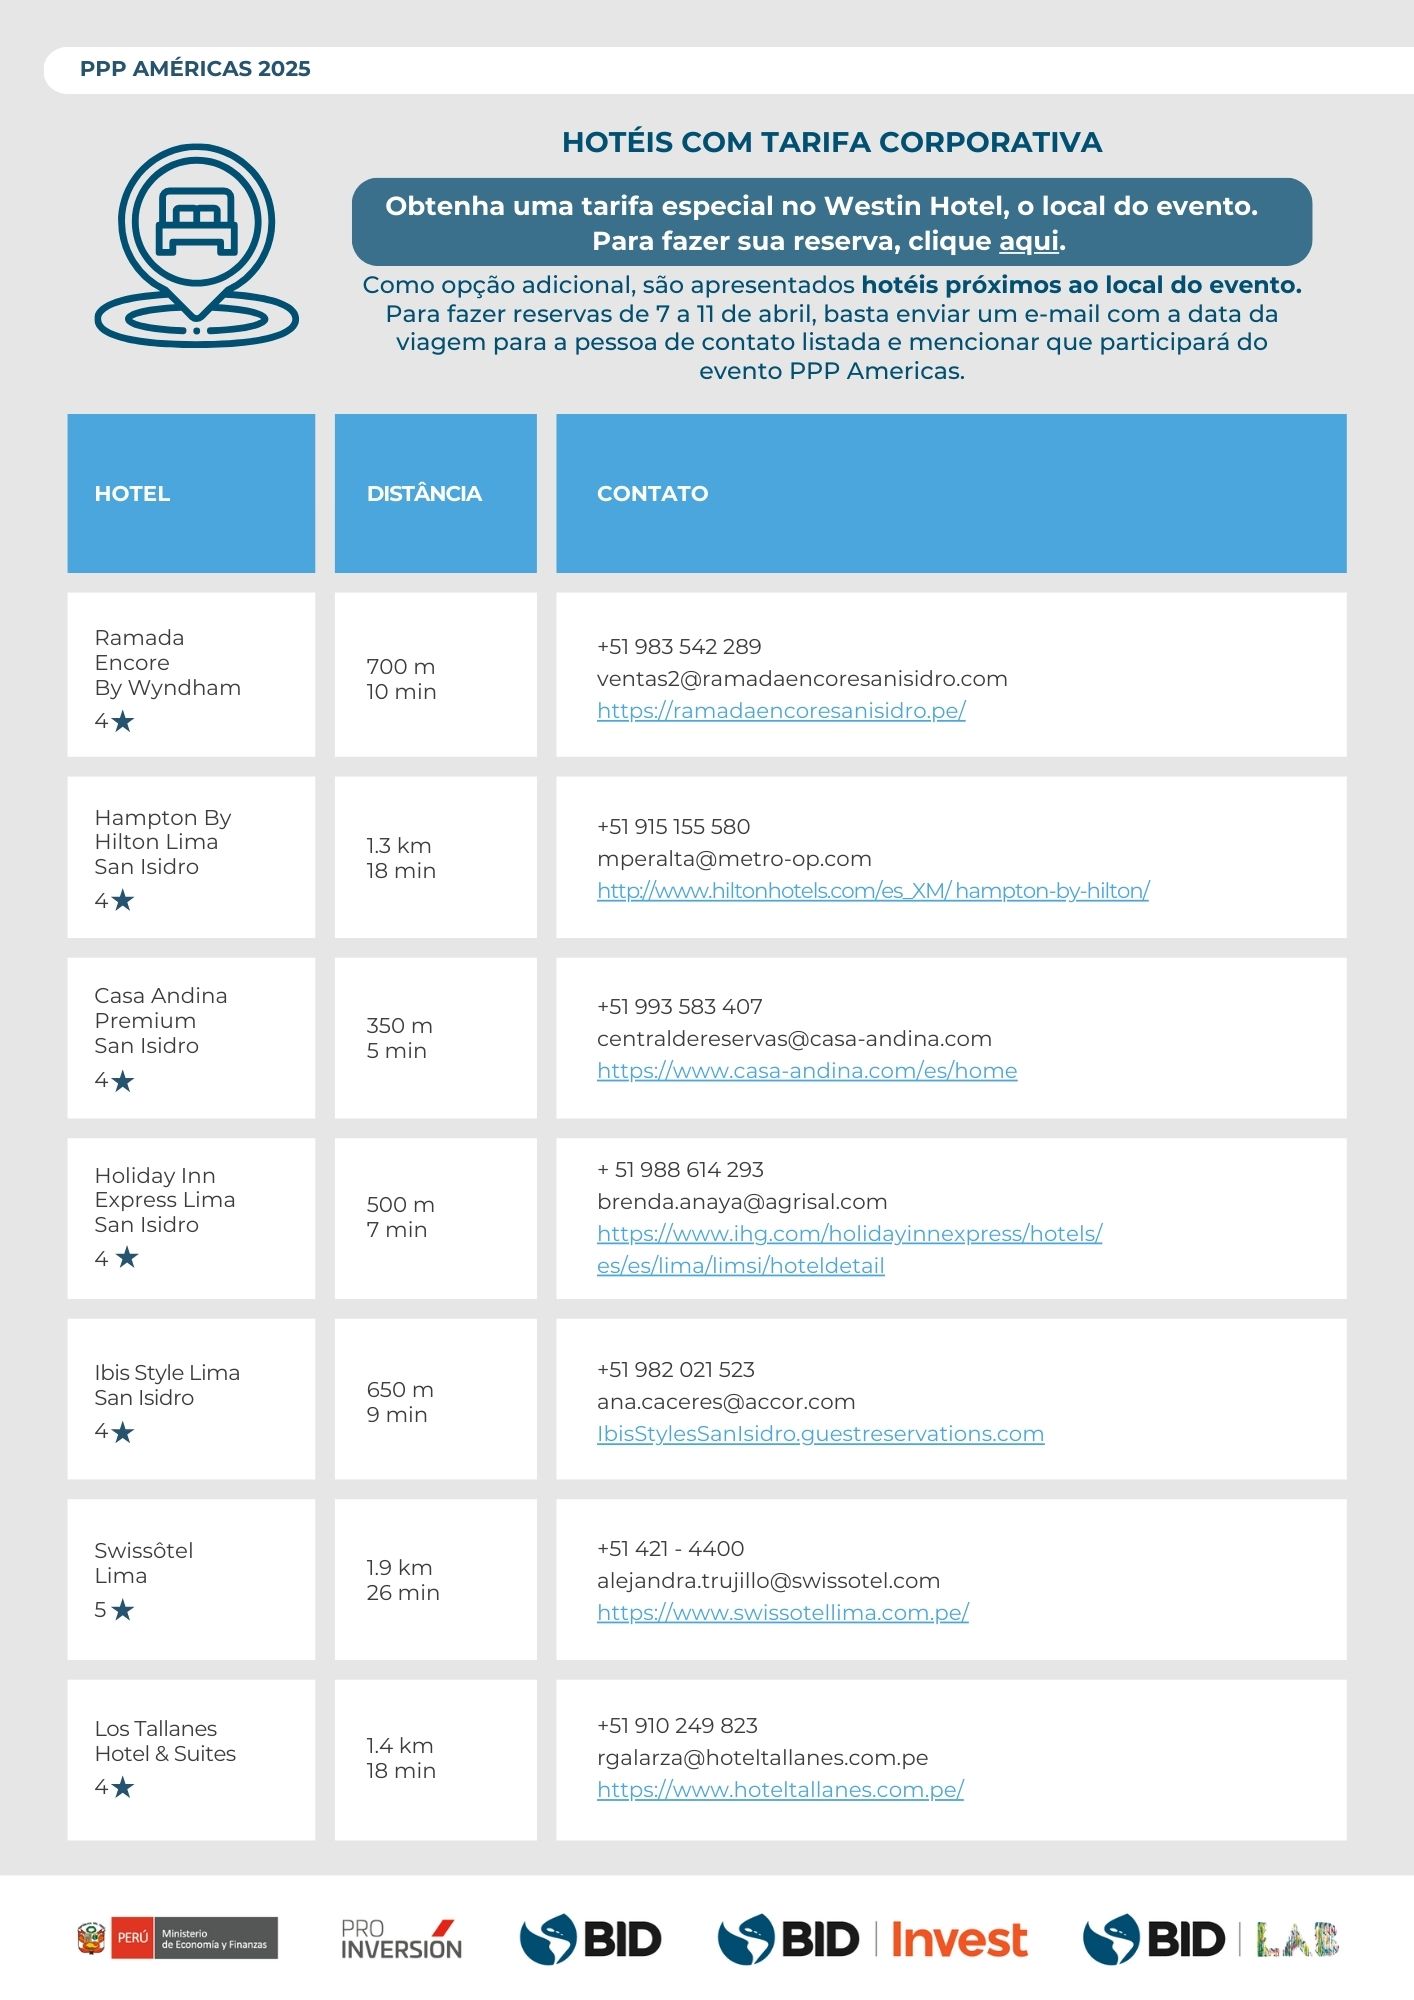 PPP AMÉRICAS 2025
HOTÉIS COM TARIFA CORPORATIVA
Obtenha uma tarifa especial no Westin Hotel, o local do evento.
Para fazer sua reserva, clique aqui.
Como opção adicional, são apresentados hotéis próximos ao local do evento.
Para fazer reservas de 7 a 11 de abril, basta enviar um e-mail com a data da
viagem para a pessoa de contato listada e mencionar que participará do
evento PPP Americas.
HOTEL
DISTÂNCIA
CONTATO
Ramada
Encore
By Wyndham
4★
700 m
10 min
+51 983 542 289
ventas2@ramadaencoresanisidro.com
https://ramadaencoresanisidro.pe/
Hampton By
Hilton Lima
San Isidro
4★
1.3 km
18 min
+51 915 155 580
mperalta@metro-op.com
http://www.hiltonhotels.com/es_XM/ hampton-by-hilton/
Casa Andina
Premium
San Isidro
4★
350 m
5 min
+51 993 583 407
centraldereservas@casa-andina.com
https://www.casa-andina.com/es/home
Holiday Inn
Express Lima
San Isidro
4 ★
500 m
7 min
+ 51 988 614 293
brenda.anaya@agrisal.com
https://www.ihg.com/holidayinnexpress/hotels/
es/es/lima/limsi/hoteldetail
Ibis Style Lima
San Isidro
4★
650 m
9 min
+51 982 021 523
ana.caceres@accor.com
IbisStylesSanIsidro.guestreservations.com
Swissôtel
Lima
5 ★
1.9 km
26 min
+51 421 - 4400
alejandra.trujillo@swissotel.com
https://www.swissotellima.com.pe/
Los Tallanes
Hotel & Suites
4★
1.4 km
18 min
+51 910 249 823
rgalarza@hoteltallanes.com.pe
https://www.hoteltallanes.com.pe/
PERÚ
Ministerio
de Economía y Finanzas
PRO
INVERSIÓN
BID
BID | Invest
BID | LAB